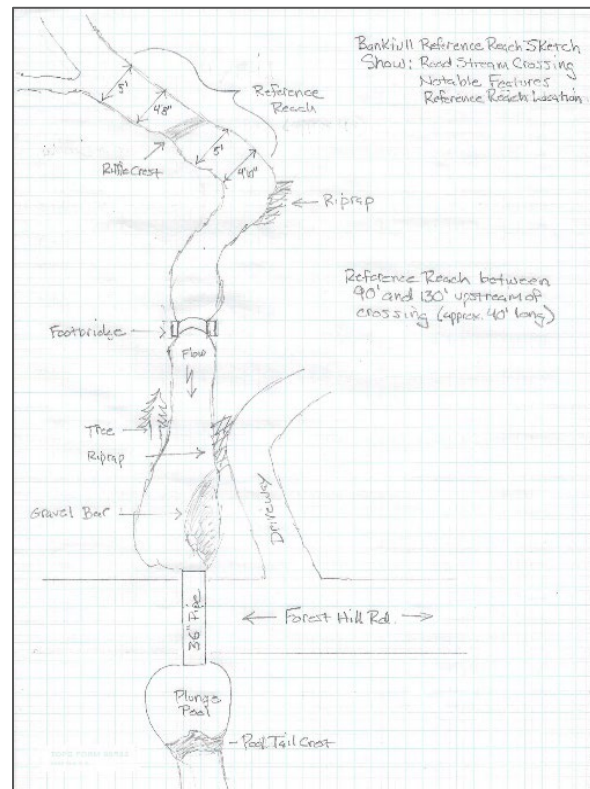 Bankfull Reference Reach Sketch
Show: Road Stream Crossing
Notable Features
Reference Reach Location
Reference
Reach
5'
4'8"
5'
4'10"
Riffle Crest
Riprap
Reference Reach between
90' and 130' upstream of
crossing (approx. 40' long)
Footbridge
Flow
Tree
Riprap
Gravel Bar
Driveway
36" Pipe
Forest Hill Rd.
Plunge
Pool
Pool Tail Crest